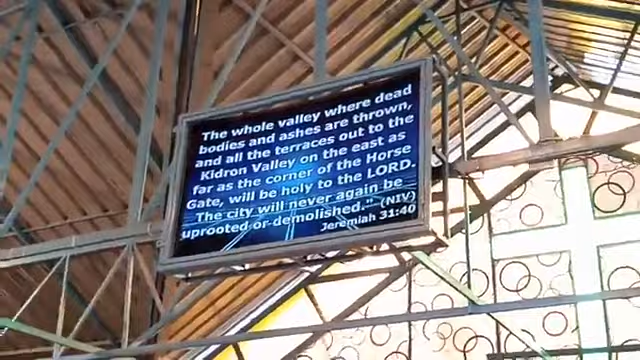 The whole valley where dead
bodies and ashes are thrown,
and all the terraces out to the
Kidron Valley on the east as
far as the corner of the Horse
Gate, will be holy to the LORD.
The city will never again be
uprooted or demolished.” (NIV)
Jeremiah 31:40